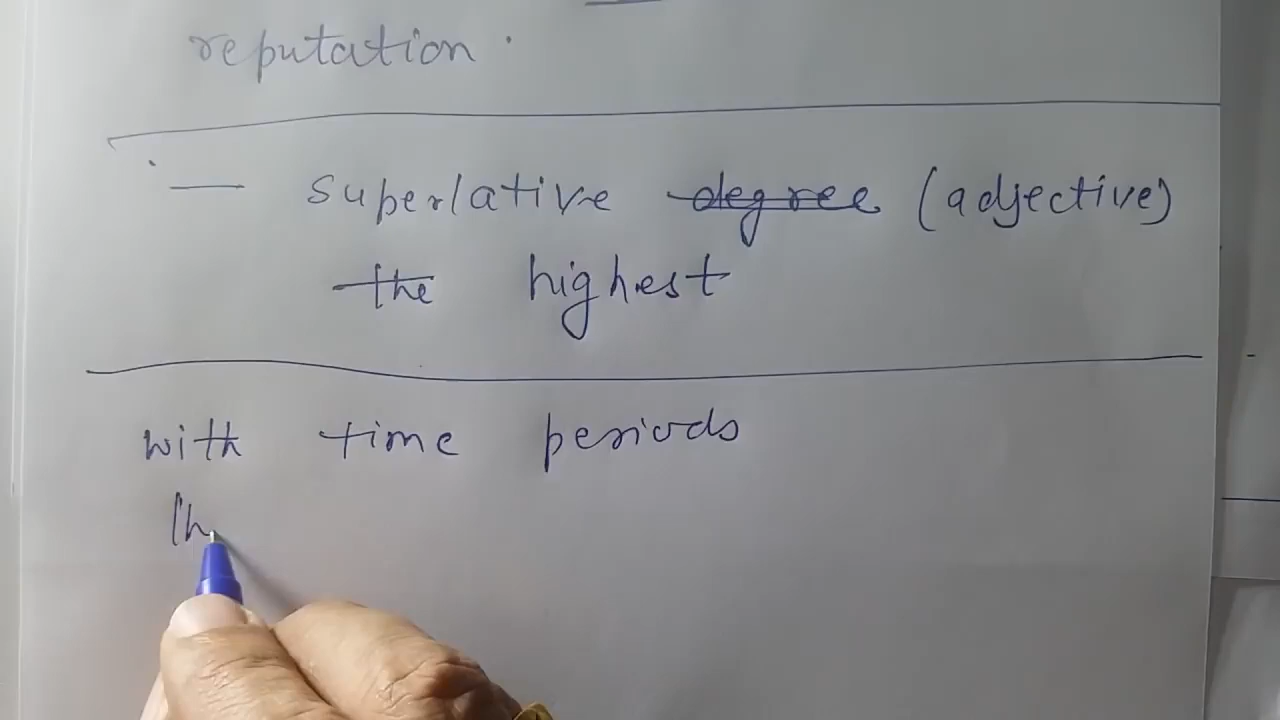 reputation.
— superlative degree (adjective)
the highest
with time periods